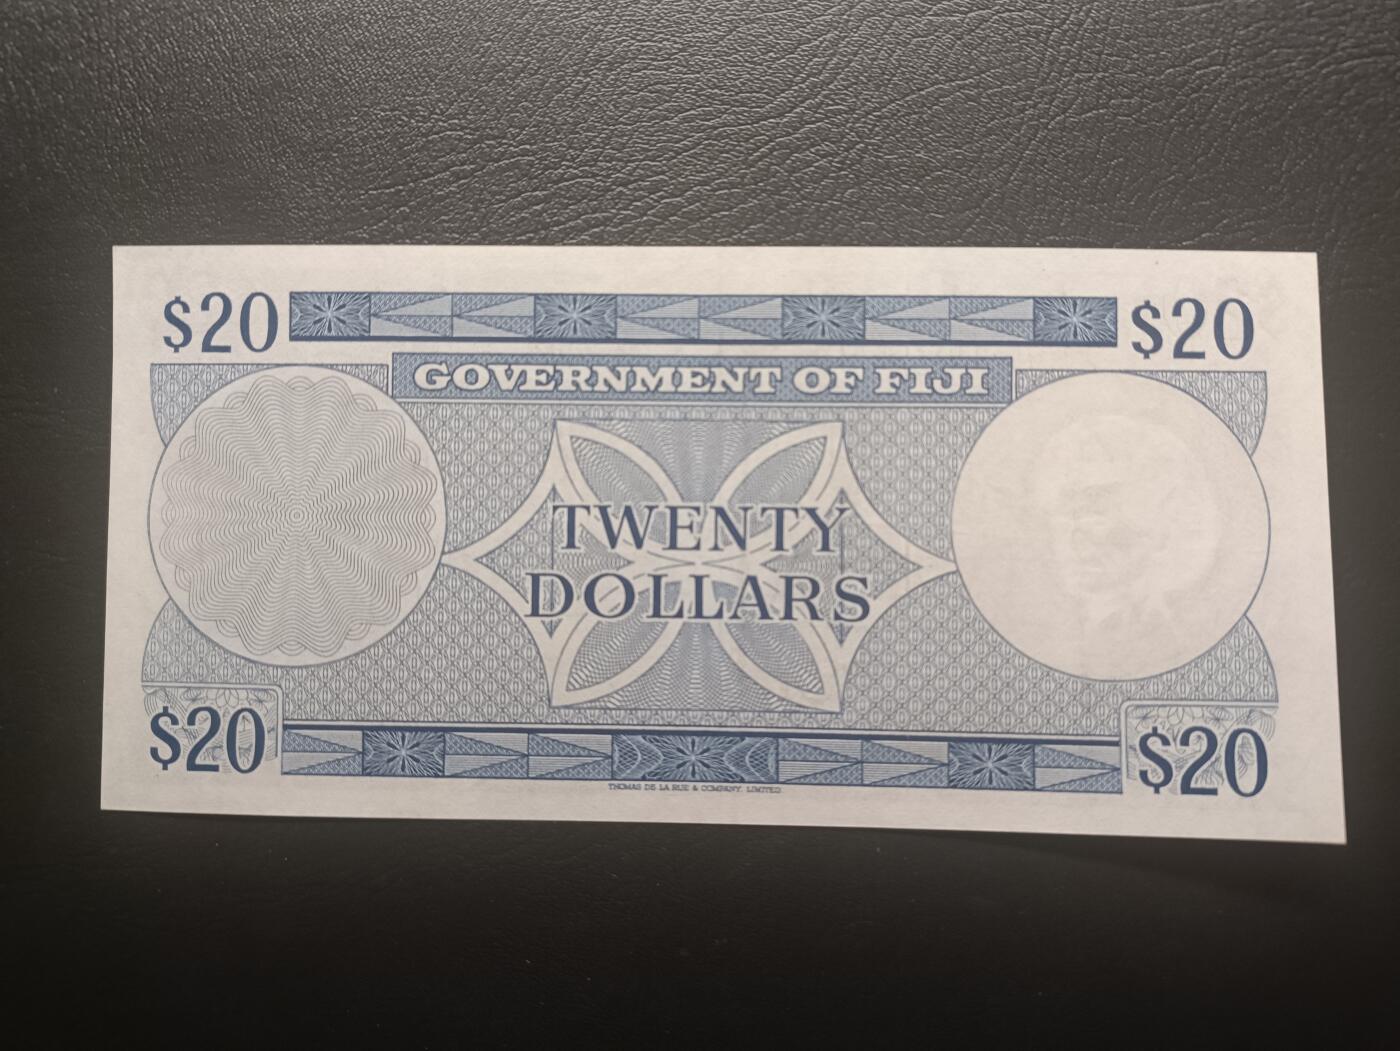 $20 $20
GOVERNMENT OF FIJI
TWENTY
DOLLARS
$20 $20
THOMAS DE LA RUE & COMPANY, LIMITED